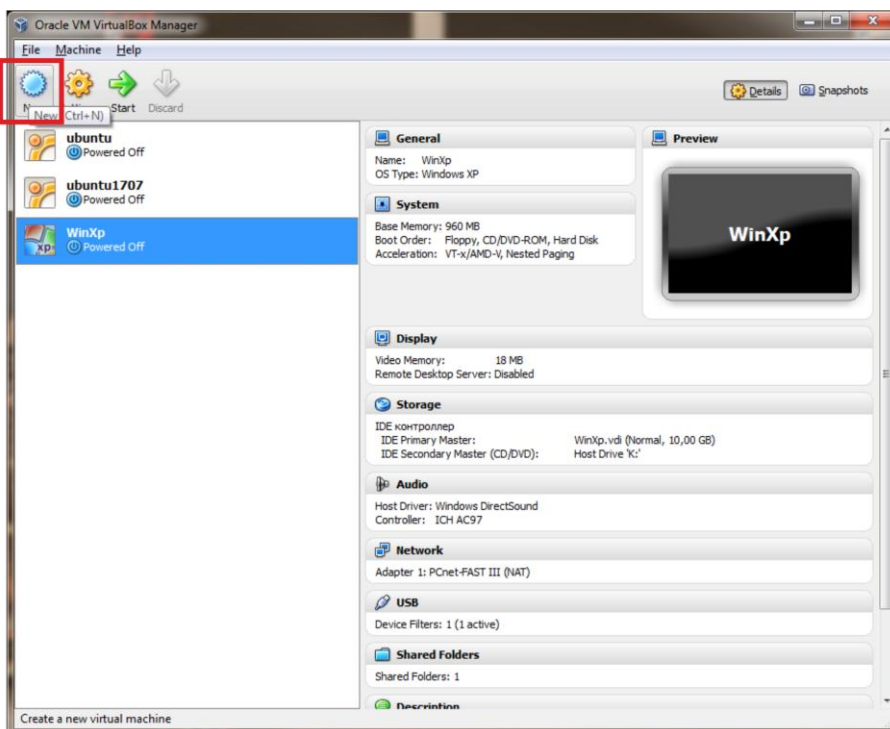 Oracle VM VirtualBox Manager
File Machine Help
Start Discard
New (Ctrl+N)
Details Snapshots
ubuntu
Powered Off
ubuntu1707
Powered Off
WinXp
Powered Off
General
Name: WinXp
OS Type: Windows XP
System
Base Memory: 960 MB
Boot Order: Floppy, CD/DVD-ROM, Hard Disk
Acceleration: VT-x/AMD-V, Nested Paging
Preview
WinXp
Display
Video Memory: 18 MB
Remote Desktop Server: Disabled
Storage
IDE контроллер
IDE Primary Master: WinXp.vdi (Normal, 10,00 GB)
IDE Secondary Master (CD/DVD): Host Drive 'K:'
Audio
Host Driver: Windows DirectSound
Controller: ICH AC97
Network
Adapter 1: PCnet-FAST III (NAT)
USB
Device Filters: 1 (1 active)
Shared Folders
Shared Folders: 1
Description
Create a new virtual machine